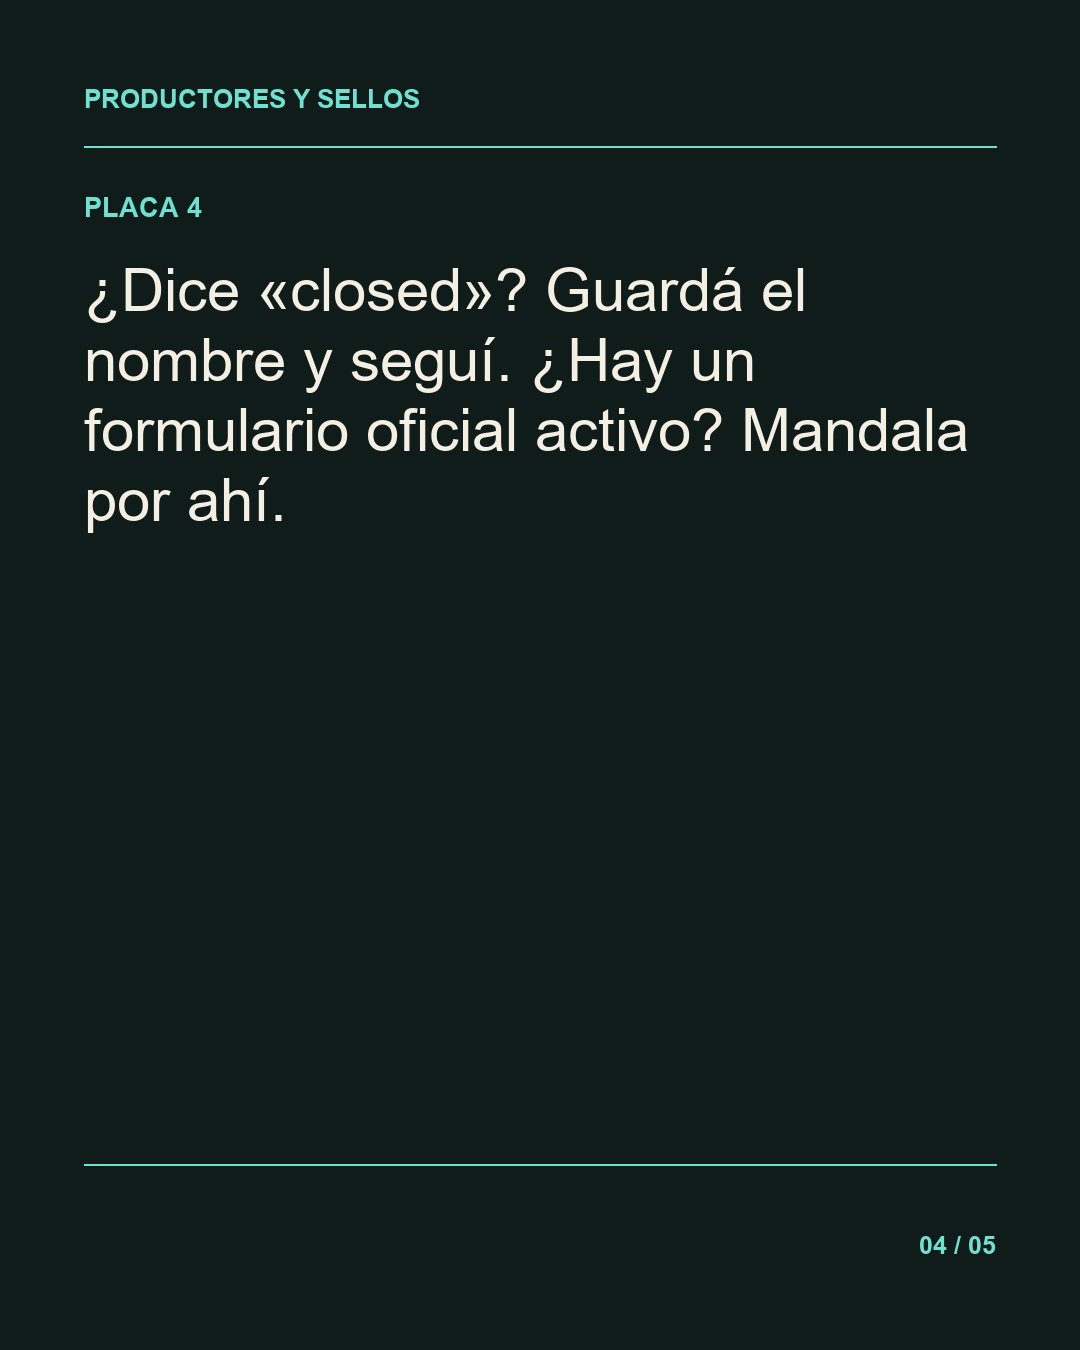 PRODUCTORES Y SELLOS
PLACA 4
¿Dice «closed»? Guardá el
nombre y seguí. ¿Hay un
formulario oficial activo? Mandala
por ahí.
04 / 05